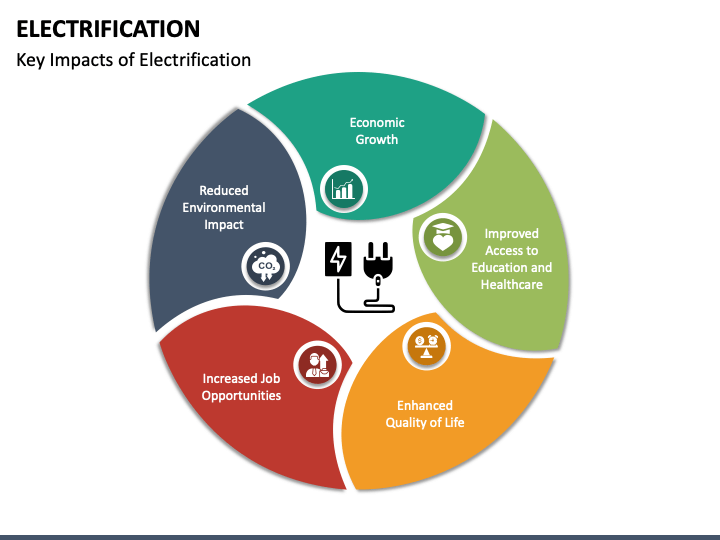 ELECTRIFICATION
Key Impacts of Electrification
Economic
Growth
Improved
Access to
Education and
Healthcare
Enhanced
Quality of Life
Increased Job
Opportunities
Reduced
Environmental
Impact
CO₂
$